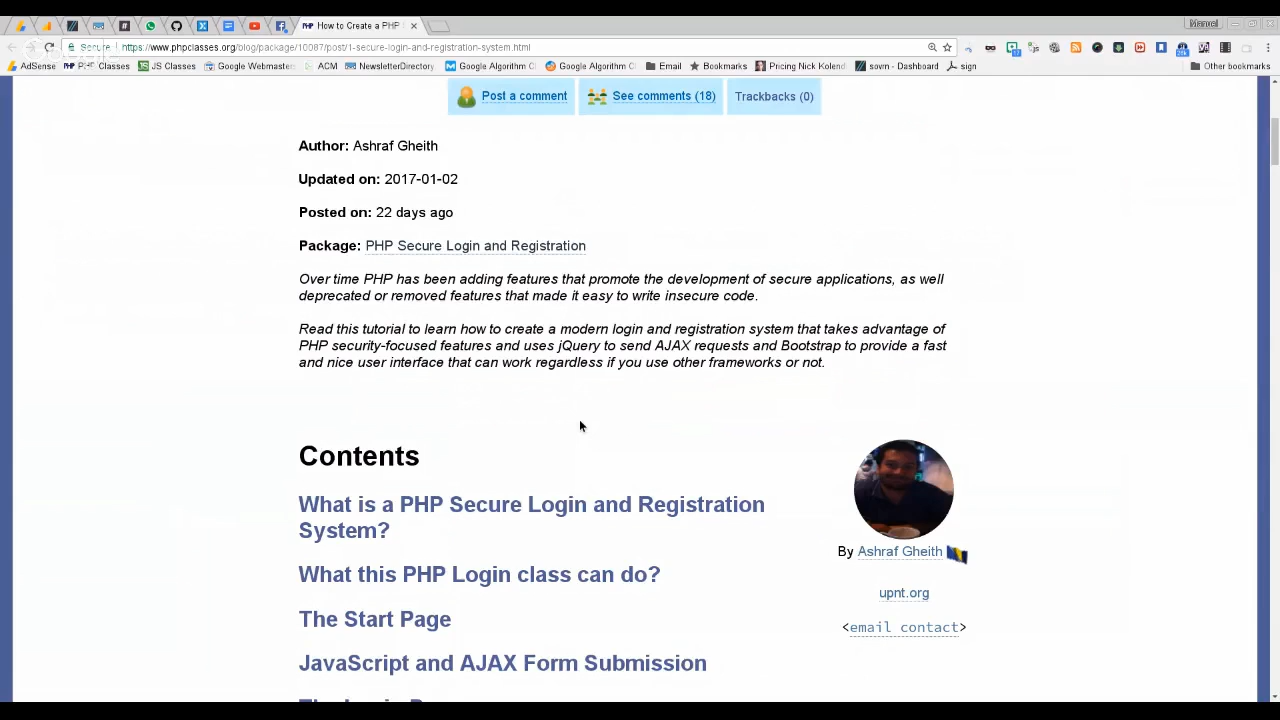 How to Create a PHP
Manuel
Secure
https://www.phpclasses.org/blog/package/10087/post/1-secure-login-and-registration-system.html
AdSense
PHP Classes
JS Classes
Google Webmasters
ACM
NewsletterDirectory
Google Algorithm C
Google Algorithm C
Email
Bookmarks
Pricing Nick Kolend
sovrn - Dashboard
sign
Other bookmarks
Post a comment
See comments (18)
Trackbacks (0)
Author: Ashraf Gheith
Updated on: 2017-01-02
Posted on: 22 days ago
Package: PHP Secure Login and Registration
Over time PHP has been adding features that promote the development of secure applications, as well
deprecated or removed features that made it easy to write insecure code.
Read this tutorial to learn how to create a modern login and registration system that takes advantage of
PHP security-focused features and uses jQuery to send AJAX requests and Bootstrap to provide a fast
and nice user interface that can work regardless if you use other frameworks or not.
Contents
What is a PHP Secure Login and Registration
System?
What this PHP Login class can do?
The Start Page
JavaScript and AJAX Form Submission
By Ashraf Gheith
upnt.org
<email contact>